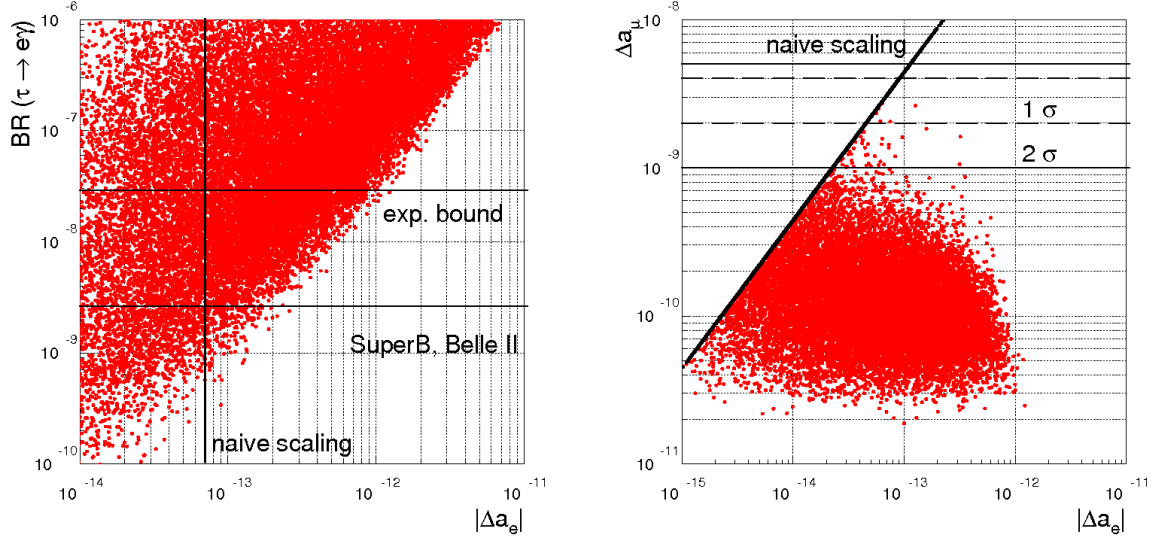 BR (τ → eγ)
10 -6
10 -7
10 -8
10 -9
10 -10
exp. bound
SuperB, Belle II
naive scaling
10 -14
10 -13
10 -12
10 -11
|Δa_e|
Δa_μ
10 -8
10 -9
10 -10
10 -11
naive scaling
1 σ
2 σ
10 -15
10 -14
10 -13
10 -12
10 -11
|Δa_e|